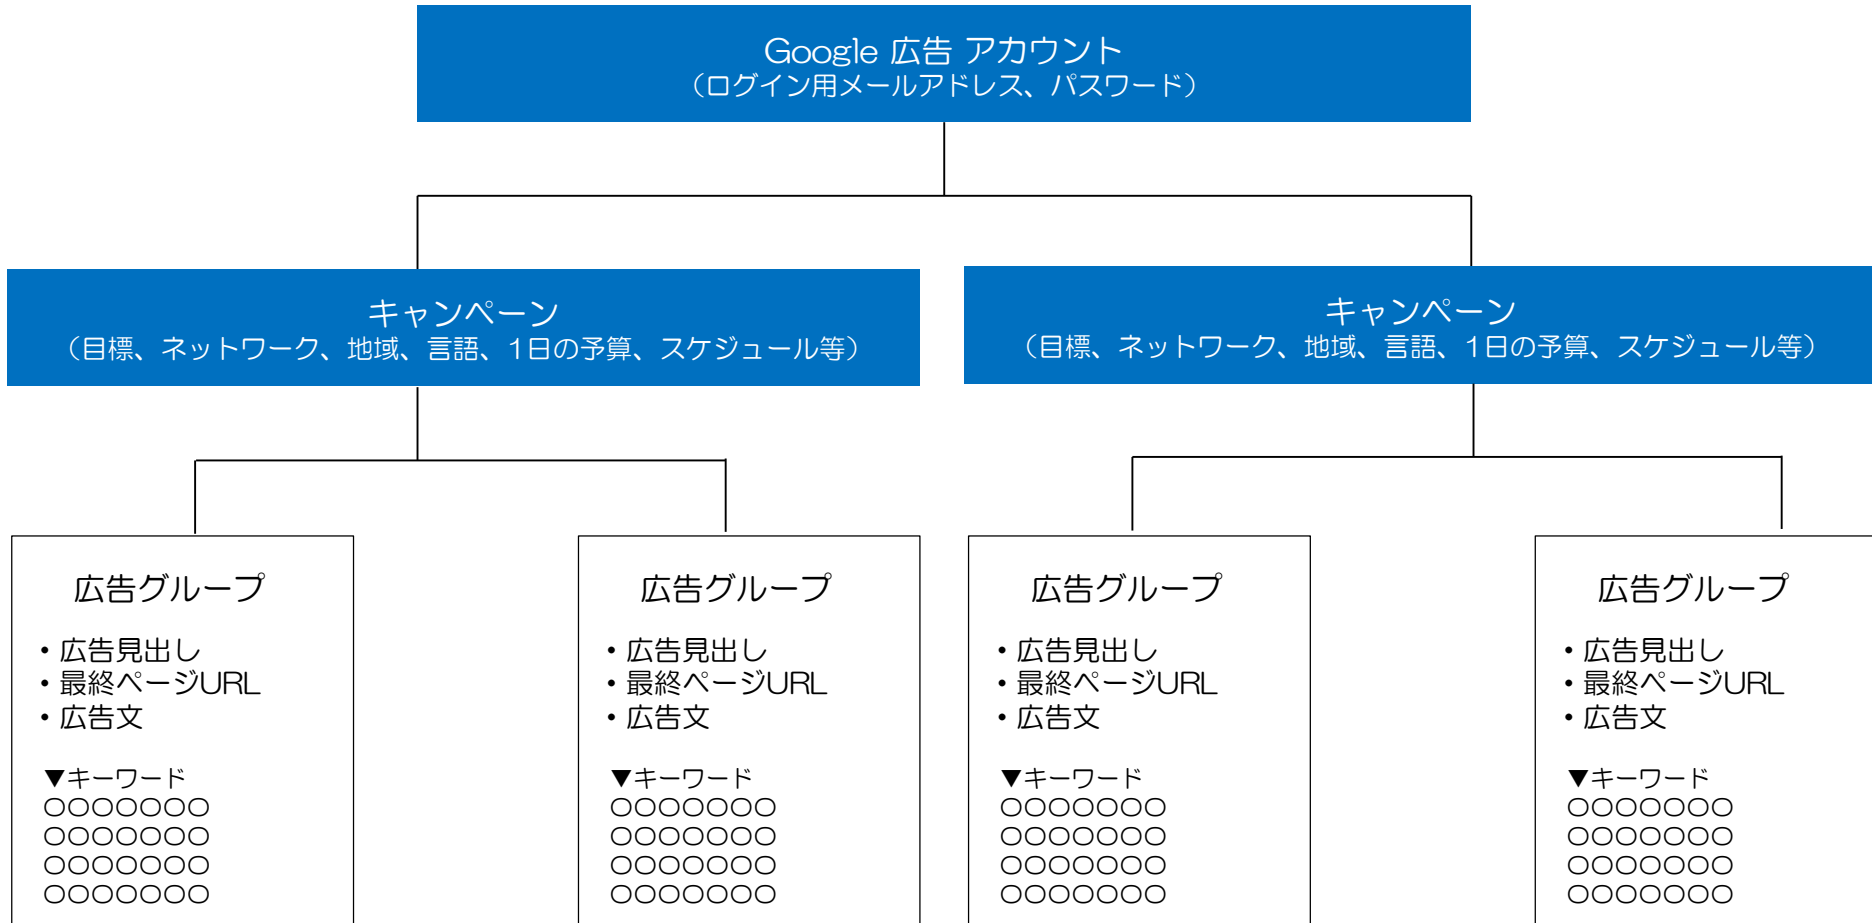 Google 広告 アカウント
（ログイン用メールアドレス、パスワード）
キャンペーン
（目標、ネットワーク、地域、言語、1日の予算、スケジュール等）
キャンペーン
（目標、ネットワーク、地域、言語、1日の予算、スケジュール等）
広告グループ
・広告見出し
・最終ページURL
・広告文
▼キーワード
〇〇〇〇〇〇〇
〇〇〇〇〇〇〇
〇〇〇〇〇〇〇
〇〇〇〇〇〇〇
広告グループ
・広告見出し
・最終ページURL
・広告文
▼キーワード
〇〇〇〇〇〇〇
〇〇〇〇〇〇〇
〇〇〇〇〇〇〇
〇〇〇〇〇〇〇
広告グループ
・広告見出し
・最終ページURL
・広告文
▼キーワード
〇〇〇〇〇〇〇
〇〇〇〇〇〇〇
〇〇〇〇〇〇〇
〇〇〇〇〇〇〇
広告グループ
・広告見出し
・最終ページURL
・広告文
▼キーワード
〇〇〇〇〇〇〇
〇〇〇〇〇〇〇
〇〇〇〇〇〇〇
〇〇〇〇〇〇〇